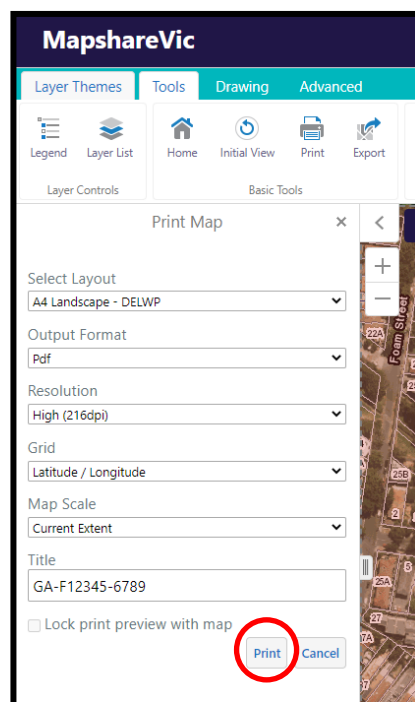 MapshareVic
Layer Themes Tools Drawing Advanced
Legend Layer List Home Initial View Print Export
Layer Controls Basic Tools
Print Map ×
Select Layout
A4 Landscape - DELWP
Output Format
Pdf
Resolution
High (216dpi)
Grid
Latitude / Longitude
Map Scale
Current Extent
Title
GA-F12345-6789
Lock print preview with map
Print Cancel
22A
Foam Street
25B
2
25A
27